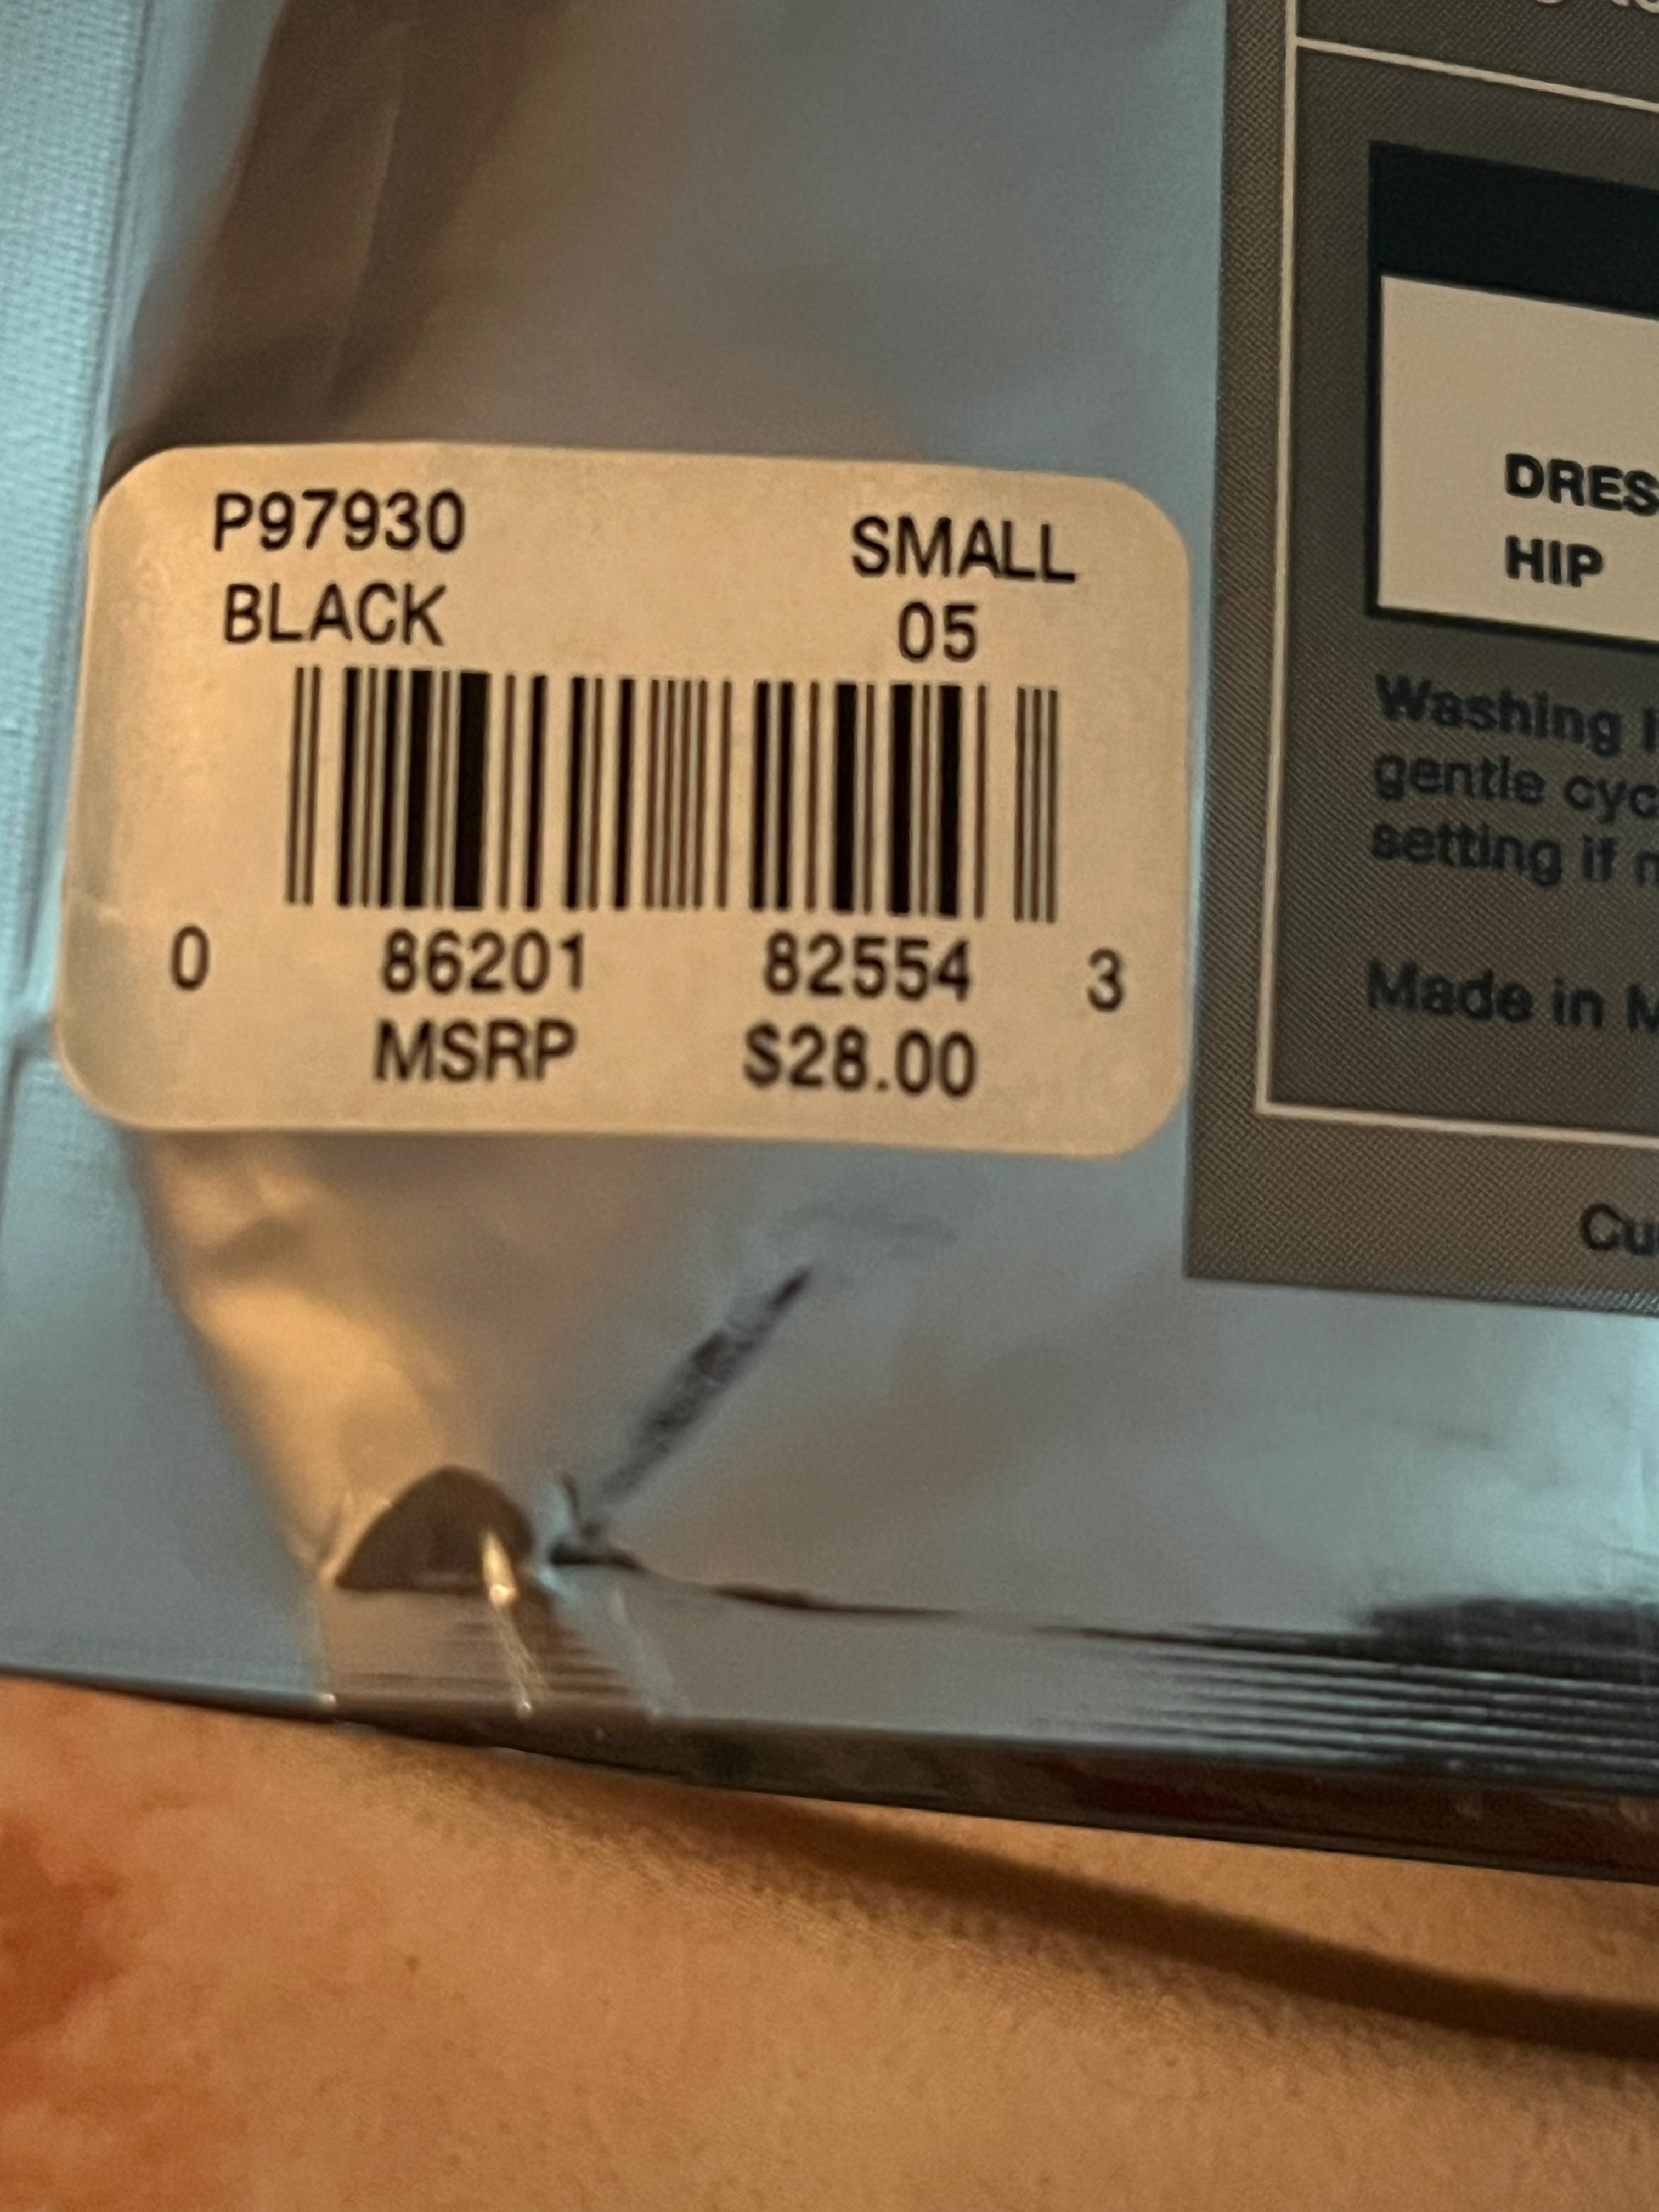 P97930 SMALL
BLACK 05
0 86201 82554 3
MSRP $28.00
DRES
HIP
Washing
gentle cyc
setting if
Made in M
Cu